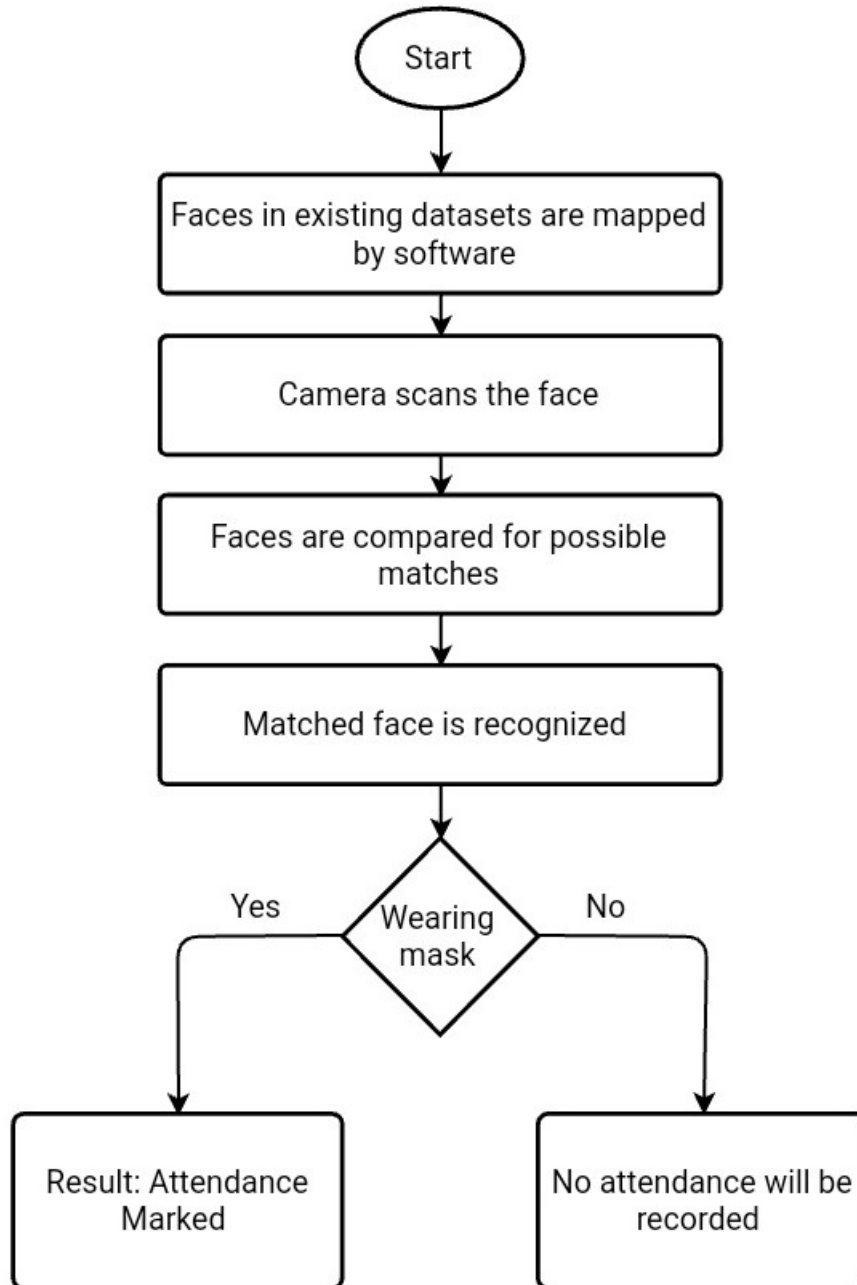 Start
Faces in existing datasets are mapped
by software
Camera scans the face
Faces are compared for possible
matches
Matched face is recognized
Yes
No
Wearing
mask
Result: Attendance
Marked
No attendance will be
recorded